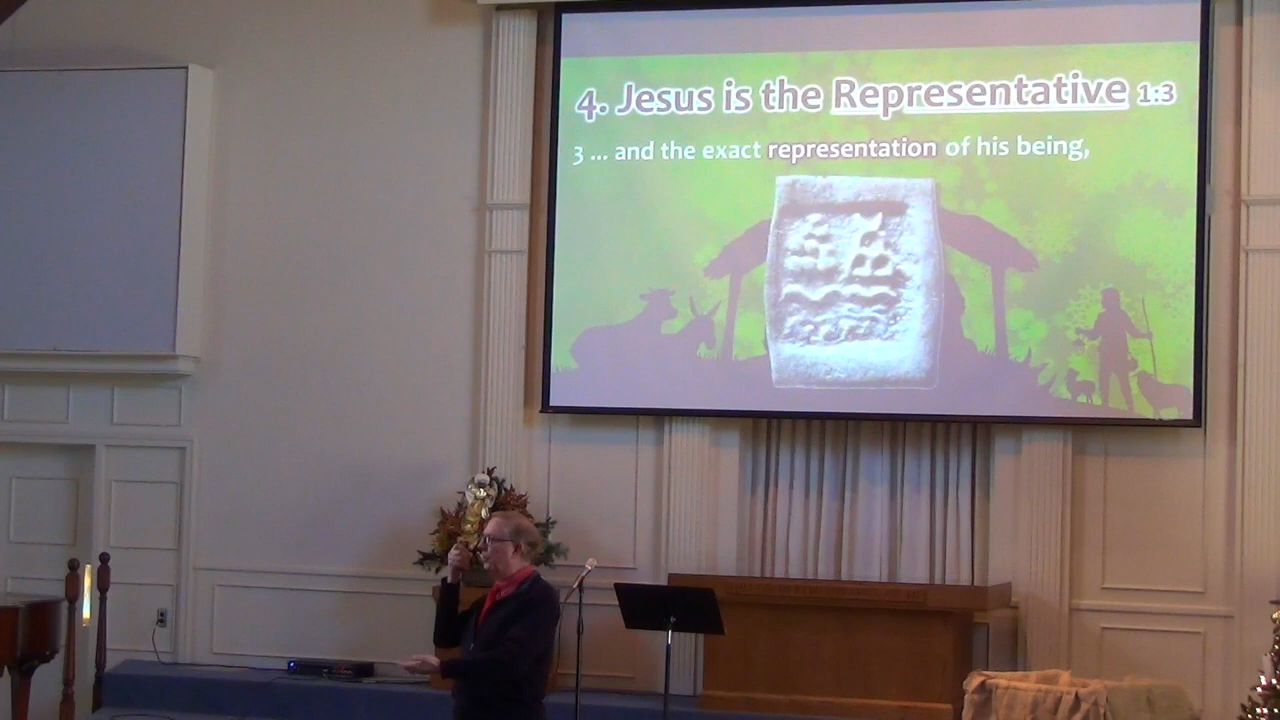 4. Jesus is the Representative 1:3
3 ... and the exact representation of his being,